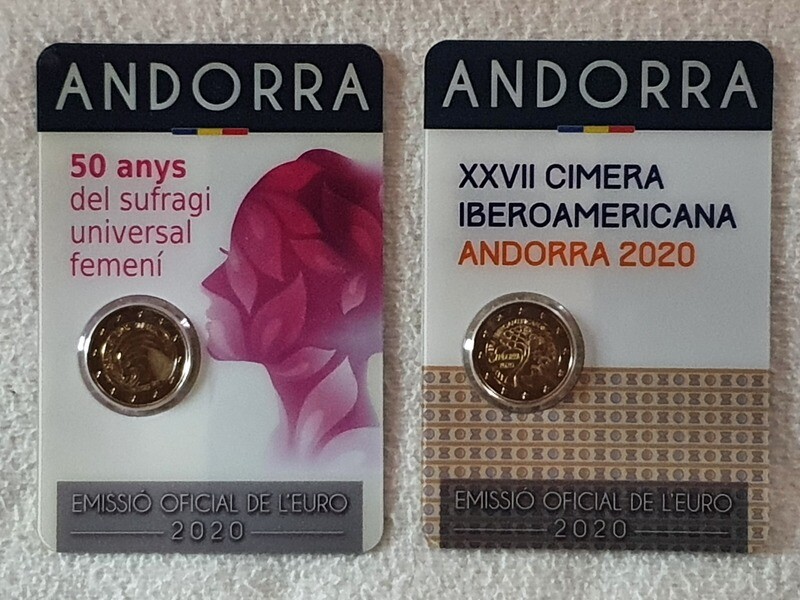 ANDORRA
50 anys
del sufragi
universal
femení
EMISSIÓ OFICIAL DE L'EURO
2020
ANDORRA
XXVII CIMERA
IBEROAMERICANA
ANDORRA 2020
EMISSIÓ OFICIAL DE L'EURO
2020